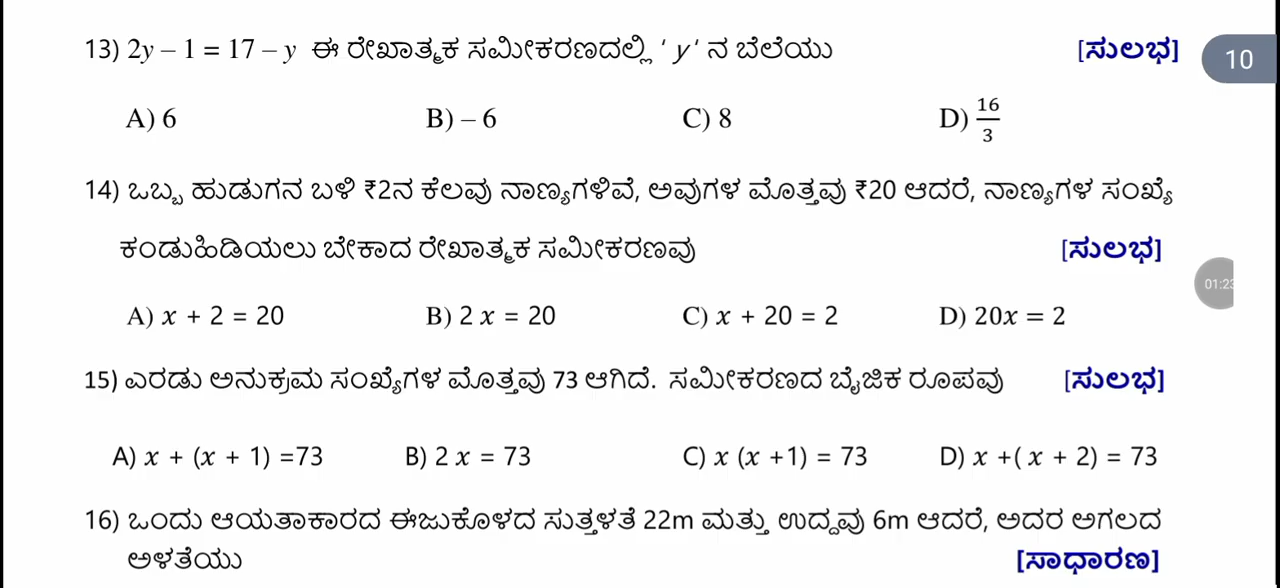 13) 2y – 1 = 17 – y ಈ ರೇಖಾತ್ಮಕ ಸಮೀಕರಣದಲ್ಲಿ ‘ y ’ ನ ಬೆಲೆಯು [ಸುಲಭ] 10
A) 6 B) – 6 C) 8 D) 16/3
14) ಒಬ್ಬ ಹುಡುಗನ ಬಳಿ ₹2ನ ಕೆಲವು ನಾಣ್ಯಗಳಿವೆ, ಅವುಗಳ ಮೊತ್ತವು ₹20 ಆದರೆ, ನಾಣ್ಯಗಳ ಸಂಖ್ಯೆ
ಕಂಡುಹಿಡಿಯಲು ಬೇಕಾದ ರೇಖಾತ್ಮಕ ಸಮೀಕರಣವು [ಸುಲಭ]
01:23
A) x + 2 = 20 B) 2 x = 20 C) x + 20 = 2 D) 20x = 2
15) ಎರಡು ಅನುಕ್ರಮ ಸಂಖ್ಯೆಗಳ ಮೊತ್ತವು 73 ಆಗಿದೆ. ಸಮೀಕರಣದ ಬೈಜಿಕ ರೂಪವು [ಸುಲಭ]
A) x + (x + 1) =73 B) 2 x = 73 C) x (x +1) = 73 D) x +( x + 2) = 73
16) ಒಂದು ಆಯತಾಕಾರದ ಈಜುಕೊಳದ ಸುತ್ತಳತೆ 22m ಮತ್ತು ಉದ್ದವು 6m ಆದರೆ, ಅದರ ಅಗಲದ
ಅಳತೆಯು [ಸಾಧಾರಣ]